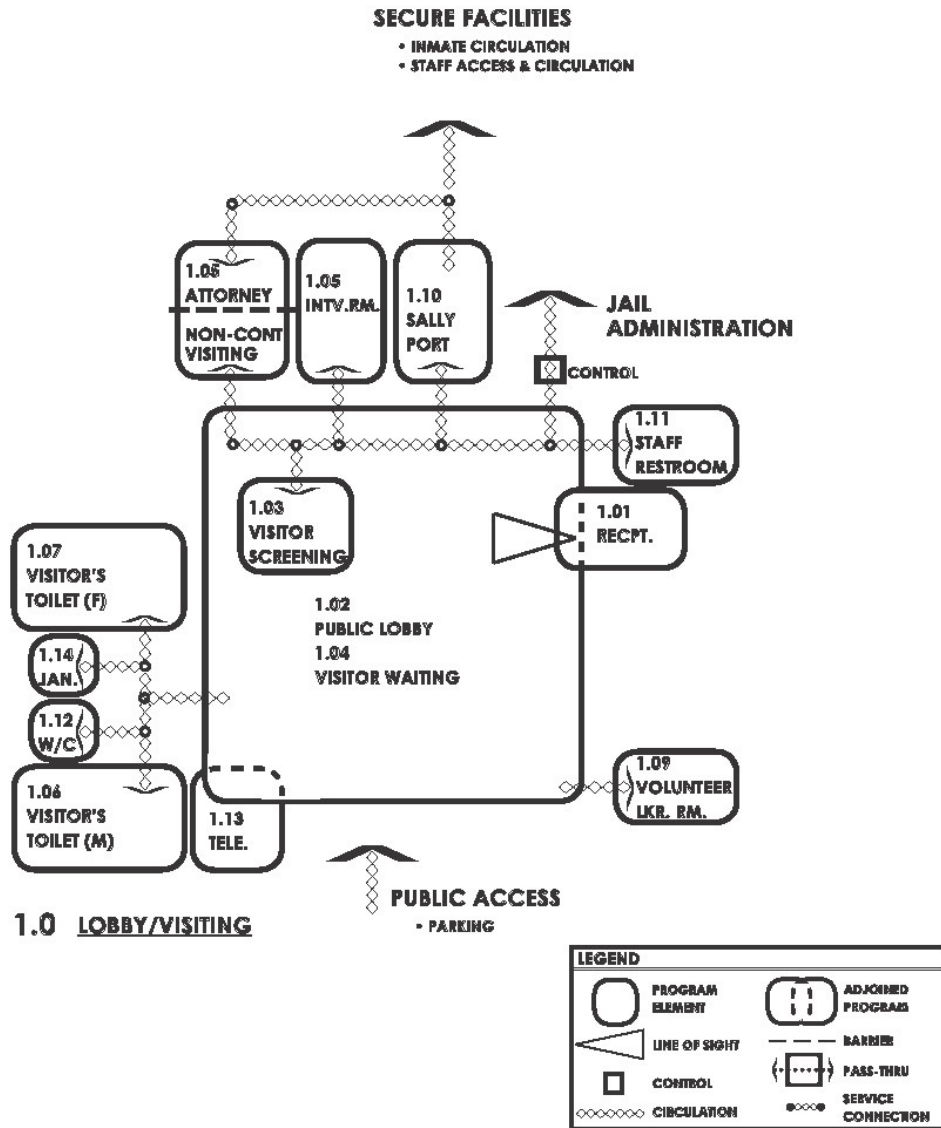 SECURE FACILITIES
• INMATE CIRCULATION
• STAFF ACCESS & CIRCULATION
1.05
ATTORNEY
NON-CONT
VISITING
1.05
INTV.RM.
1.10
SALLY
PORT
JAIL
ADMINISTRATION
CONTROL
1.11
STAFF
RESTROOM
1.03
VISITOR
SCREENING
1.01
RECPT.
1.07
VISITOR'S
TOILET (F)
1.02
PUBLIC LOBBY
1.04
VISITOR WAITING
1.14
JAN.
1.12
W/C
1.06
VISITOR'S
TOILET (M)
1.13
TELE.
1.09
VOLUNTEER
LKR. RM.
PUBLIC ACCESS
• PARKING
1.0 LOBBY/VISITING
LEGEND
PROGRAM
ELEMENT
ADJOINED
PROGRAM
LINE OF SIGHT
BARRIER
CONTROL
PASS-THRU
CIRCULATION
SERVICE
CONNECTION